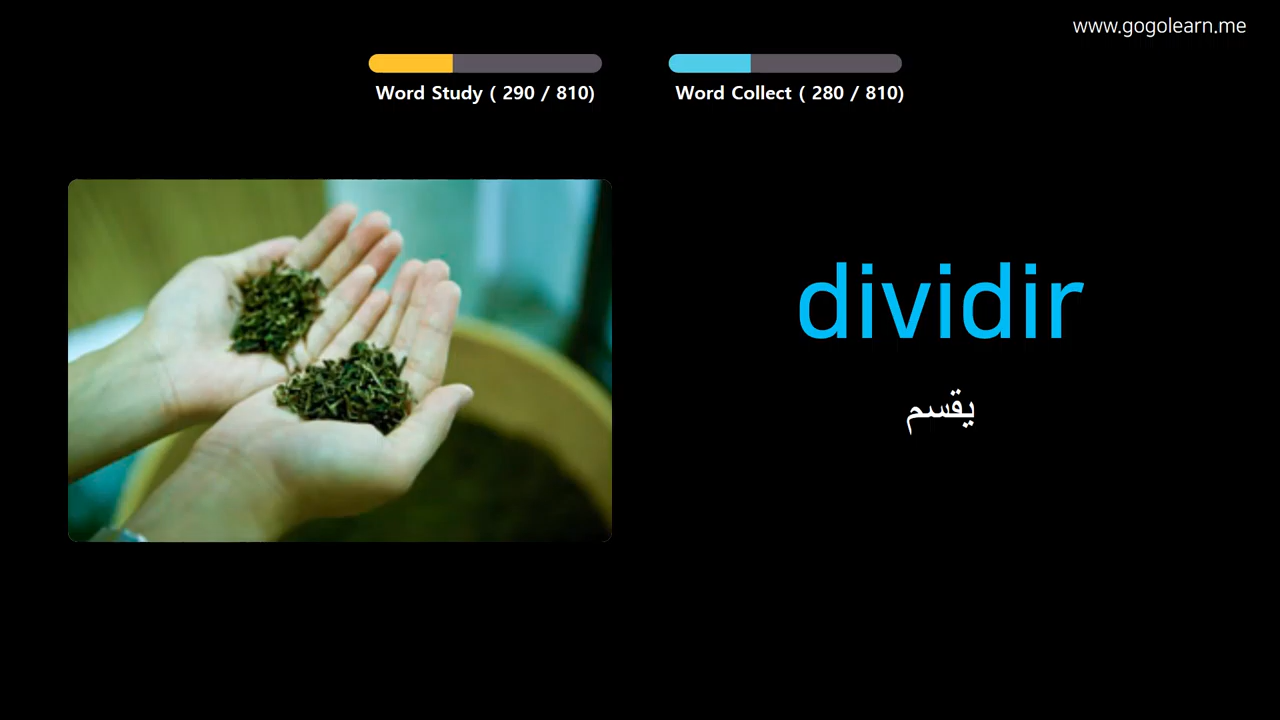 www.gogolearn.me
Word Study ( 290 / 810)
Word Collect ( 280 / 810)
dividir
يقسم